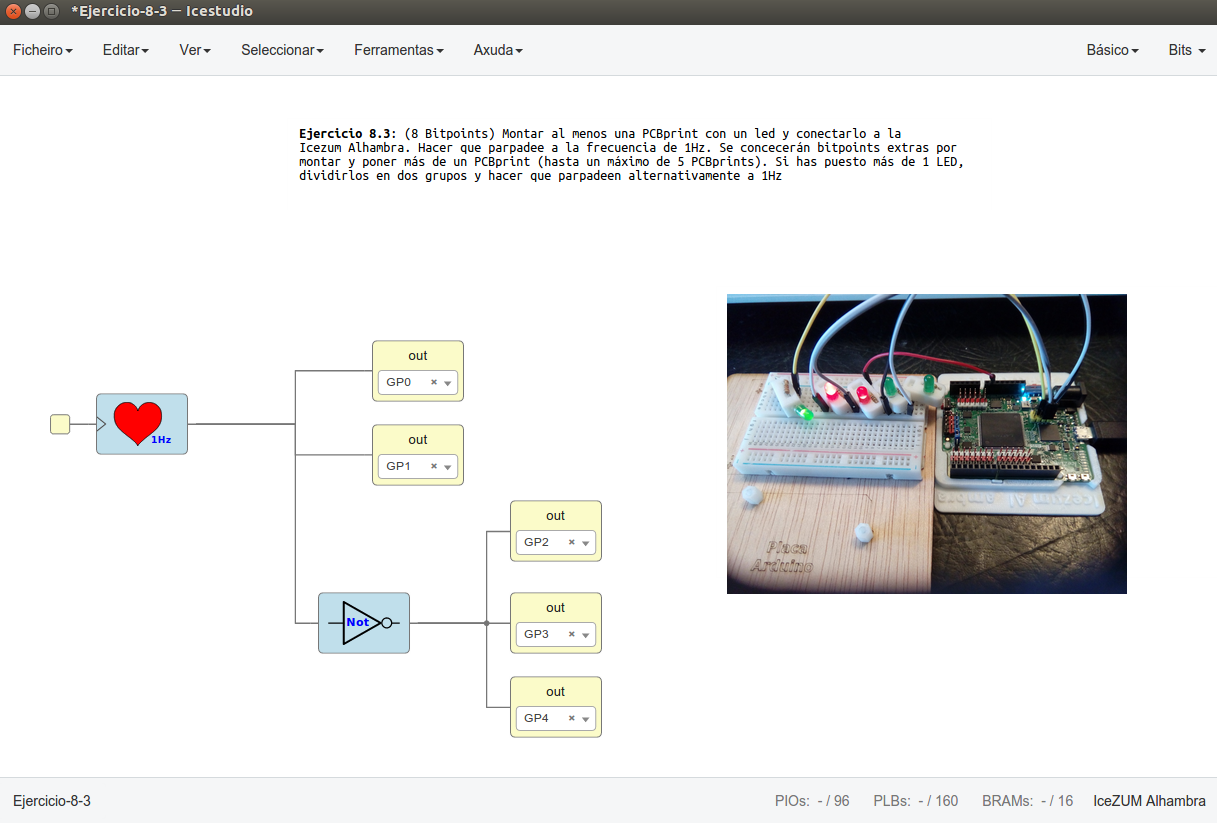 *Ejercicio-8-3 — Icestudio
Ficheiro Editar Ver Seleccionar Ferramentas Axuda Básico Bits
Ejercicio 8.3: (8 Bitpoints) Montar al menos una PCBprint con un led y conectarlo a la
Icezum Alhambra. Hacer que parpadee a la frecuencia de 1Hz. Se concecerán bitpoints extras por
montar y poner más de un PCBprint (hasta un máximo de 5 PCBprints). Si has puesto más de 1 LED,
dividirlos en dos grupos y hacer que parpadeen alternativamente a 1Hz
out
GP0
1Hz
out
GP1
out
GP2
Not
out
GP3
out
GP4
Placa
Arduino
IceZum Al
ambra
Ejercicio-8-3 PIOs: - / 96 PLBs: - / 160 BRAMs: - / 16 IceZUM Alhambra